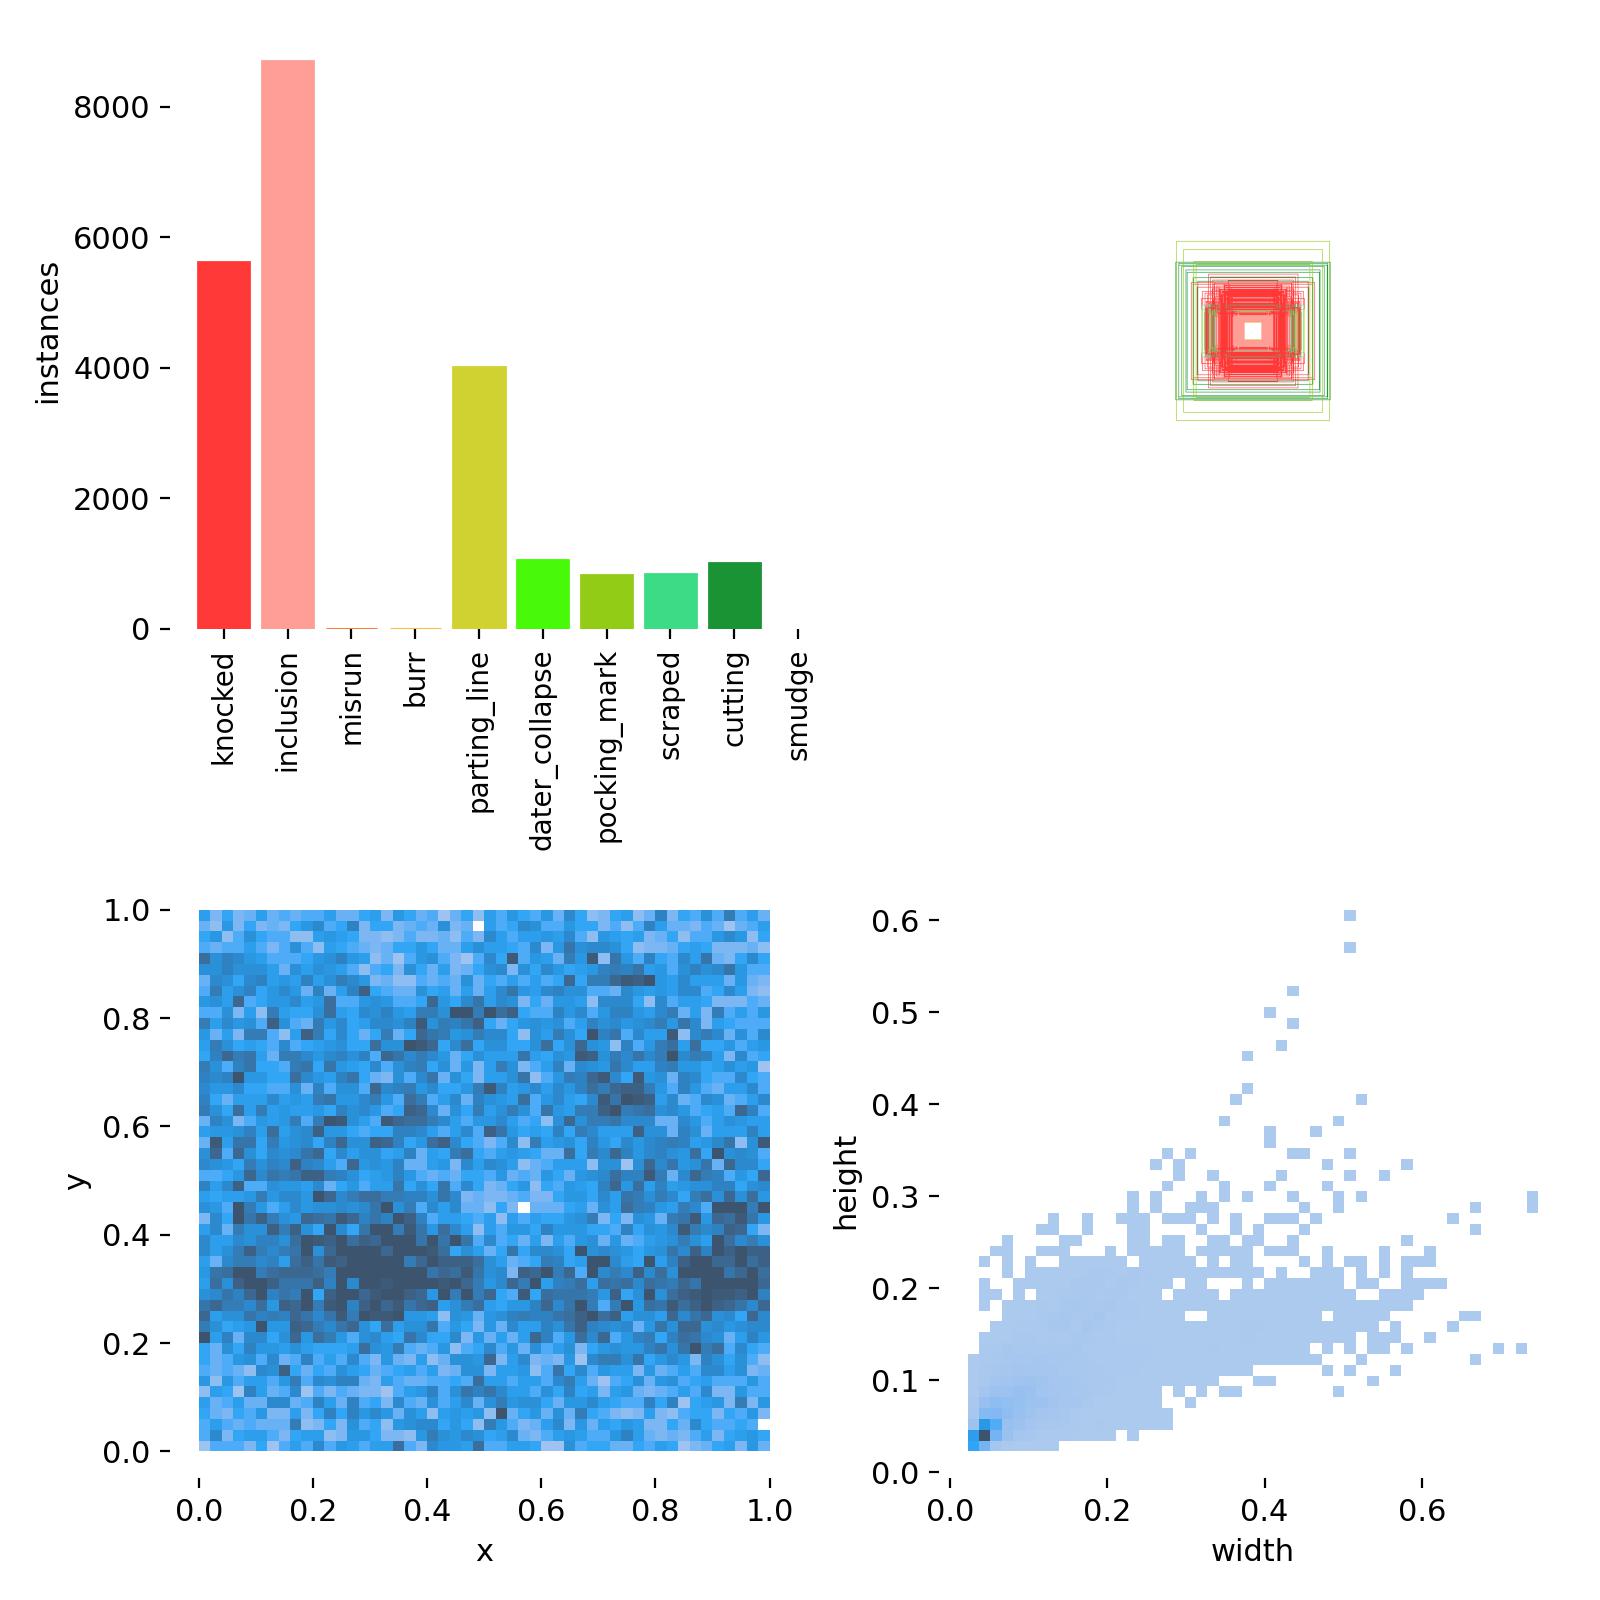 instances
8000
6000
4000
2000
0
knocked
inclusion
misrun
burr
parting_line
dater_collapse
pocking_mark
scraped
cutting
smudge
y
1.0
0.8
0.6
0.4
0.2
0.0
0.0 0.2 0.4 0.6 0.8 1.0
x
height
0.6
0.5
0.4
0.3
0.2
0.1
0.0
0.0 0.2 0.4 0.6
width